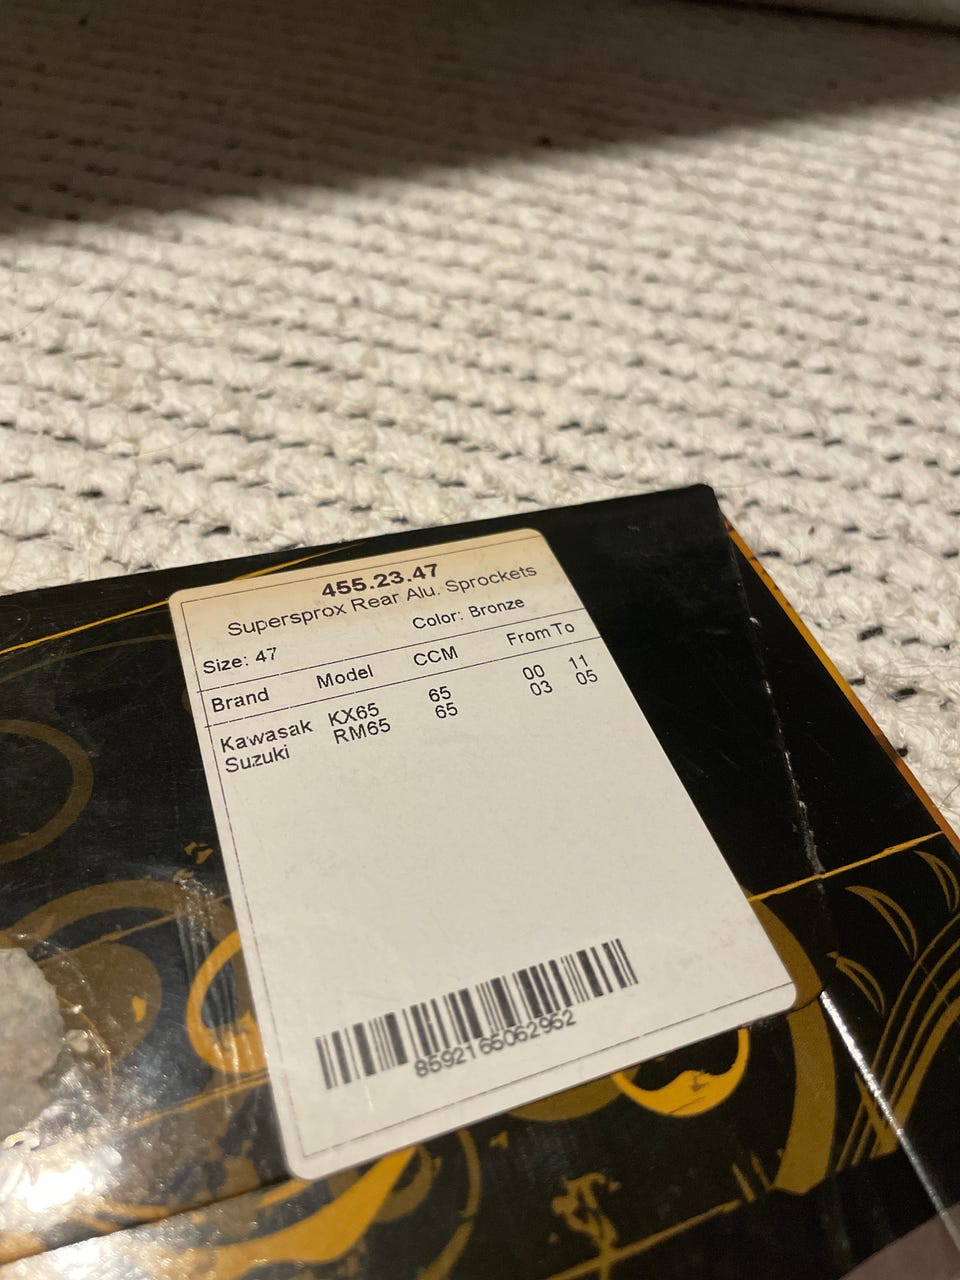 455.23.47
Supersprox Rear Alu. Sprockets
Size: 47 Color: Bronze
Brand Model CCM From To
Kawasak KX65 65 00 11
Suzuki RM65 65 03 05
8592165062952